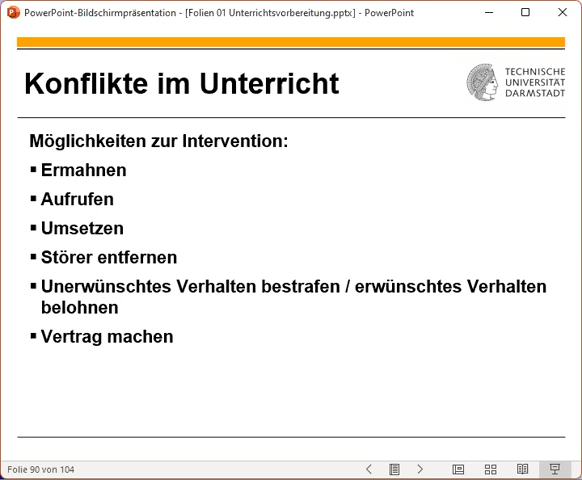 PowerPoint-Bildschirmpräsentation - [Folien 01 Unterrichtsvorbereitung.pptx] - PowerPoint
Konflikte im Unterricht
TECHNISCHE
UNIVERSITÄT
DARMSTADT
Möglichkeiten zur Intervention:
▪ Ermahnen
▪ Aufrufen
▪ Umsetzen
▪ Störer entfernen
▪ Unerwünschtes Verhalten bestrafen / erwünschtes Verhalten
belohnen
▪ Vertrag machen
Folie 90 von 104